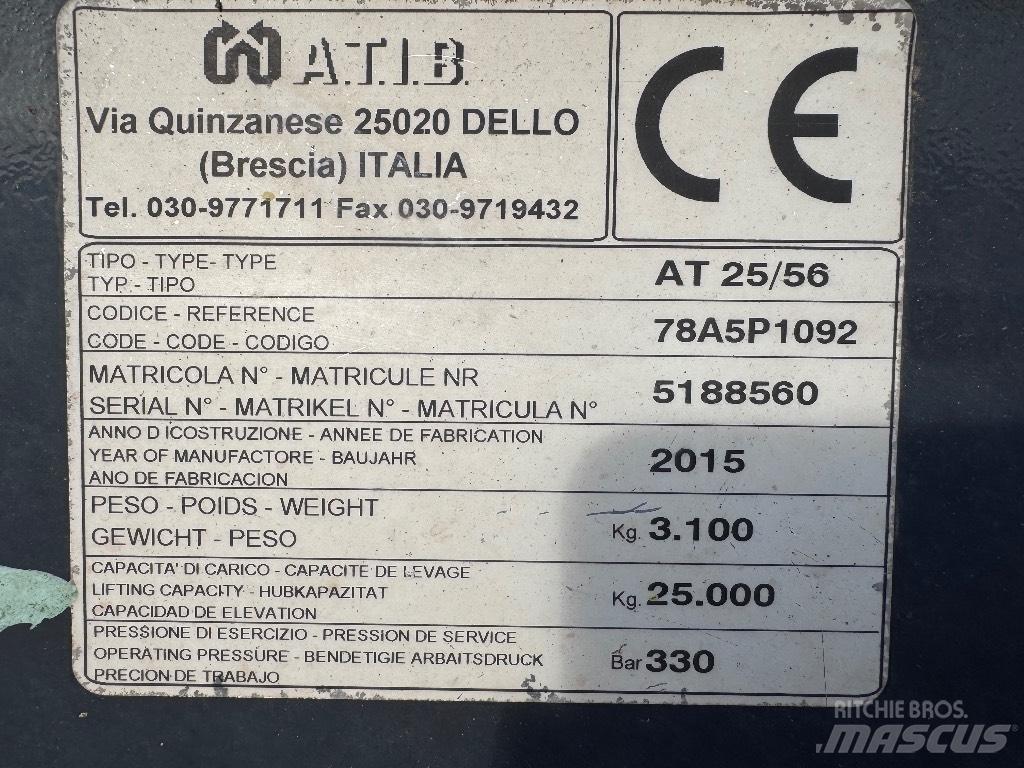 A.T.I.B.
Via Quinzanese 25020 DELLO
(Brescia) ITALIA
Tel. 030-9771711 Fax 030-9719432
CE
TIPO - TYPE- TYPE
TYP - TIPO
AT 25/56
CODICE - REFERENCE
CODE - CODE - CODIGO
78A5P1092
MATRICOLA N° - MATRICULE NR
SERIAL N° - MATRIKEL N° - MATRICULA N°
5188560
ANNO D ICOSTRUZIONE - ANNEE DE FABRICATION
YEAR OF MANUFACTORE - BAUJAHR
ANO DE FABRICACION
2015
PESO - POIDS - WEIGHT
GEWICHT - PESO
Kg. 3.100
CAPACITA' DI CARICO - CAPACITE DE LEVAGE
LIFTING CAPACITY - HUBKAPAZITAT
CAPACIDAD DE ELEVATION
Kg. 25.000
PRESSIONE DI ESERCIZIO - PRESSION DE SERVICE
OPERATING PRESSURE - BENDETIGIE ARBAITSDRUCK
PRECION DE TRABAJO
Bar 330
RITCHIE BROS.
MASCUS